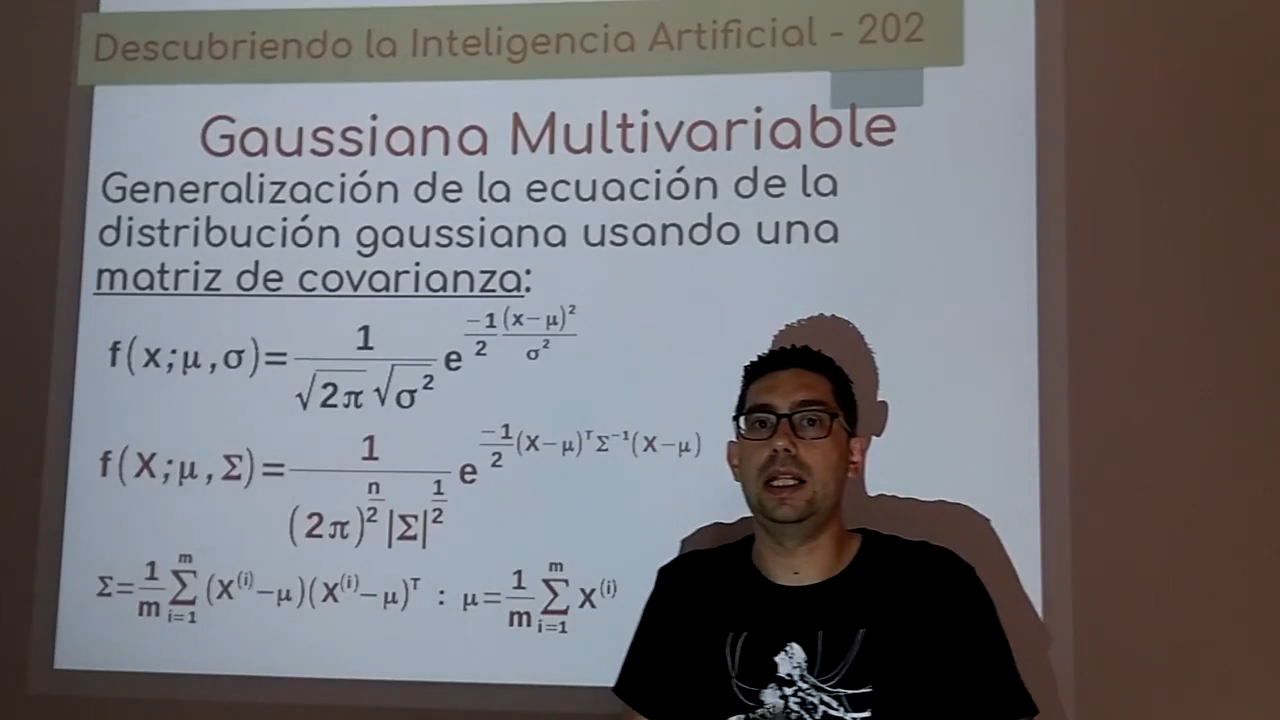 Descubriendo la Inteligencia Artificial - 202
Gaussiana Multivariable
Generalización de la ecuación de la
distribución gaussiana usando una
matriz de covarianza:
f(x;μ,σ)=1/(√2π √σ²) e^(-1/2 (x-μ)²/σ²)
f(X;μ,Σ)=1/((2π)^(n/2) |Σ|^(1/2)) e^(-1/2 (X-μ)ᵀ Σ⁻¹ (X-μ))
Σ=1/m Σ_{i=1}^{m} (X^(i)-μ)(X^(i)-μ)ᵀ : μ=1/m Σ_{i=1}^{m} X^(i)